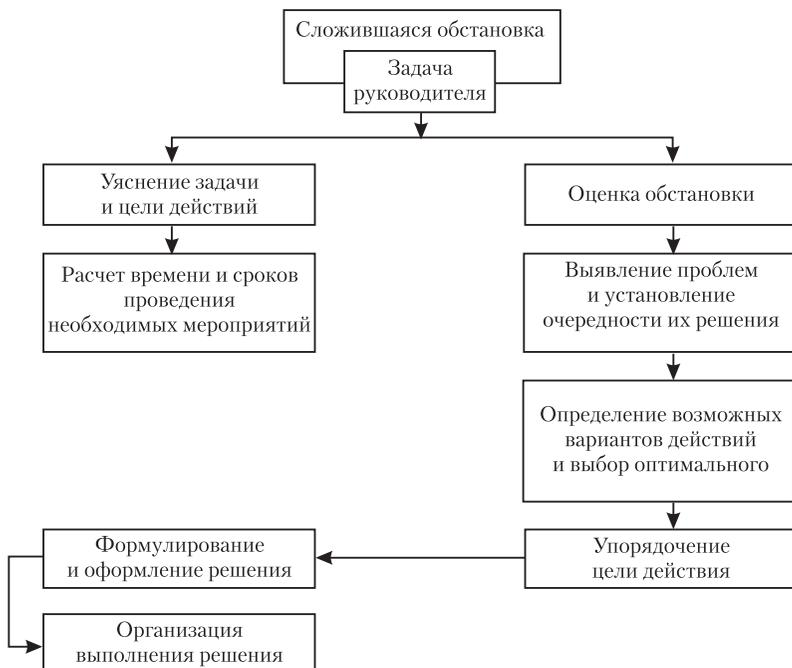 Сложившаяся обстановка
Задача
руководителя
Уяснение задачи
и цели действий
Оценка обстановки
Расчет времени и сроков
проведения
необходимых мероприятий
Выявление проблем
и установление
очередности их решения
Определение возможных
вариантов действий
и выбор оптимального
Упорядочение
цели действия
Формулирование
и оформление решения
Организация
выполнения решения